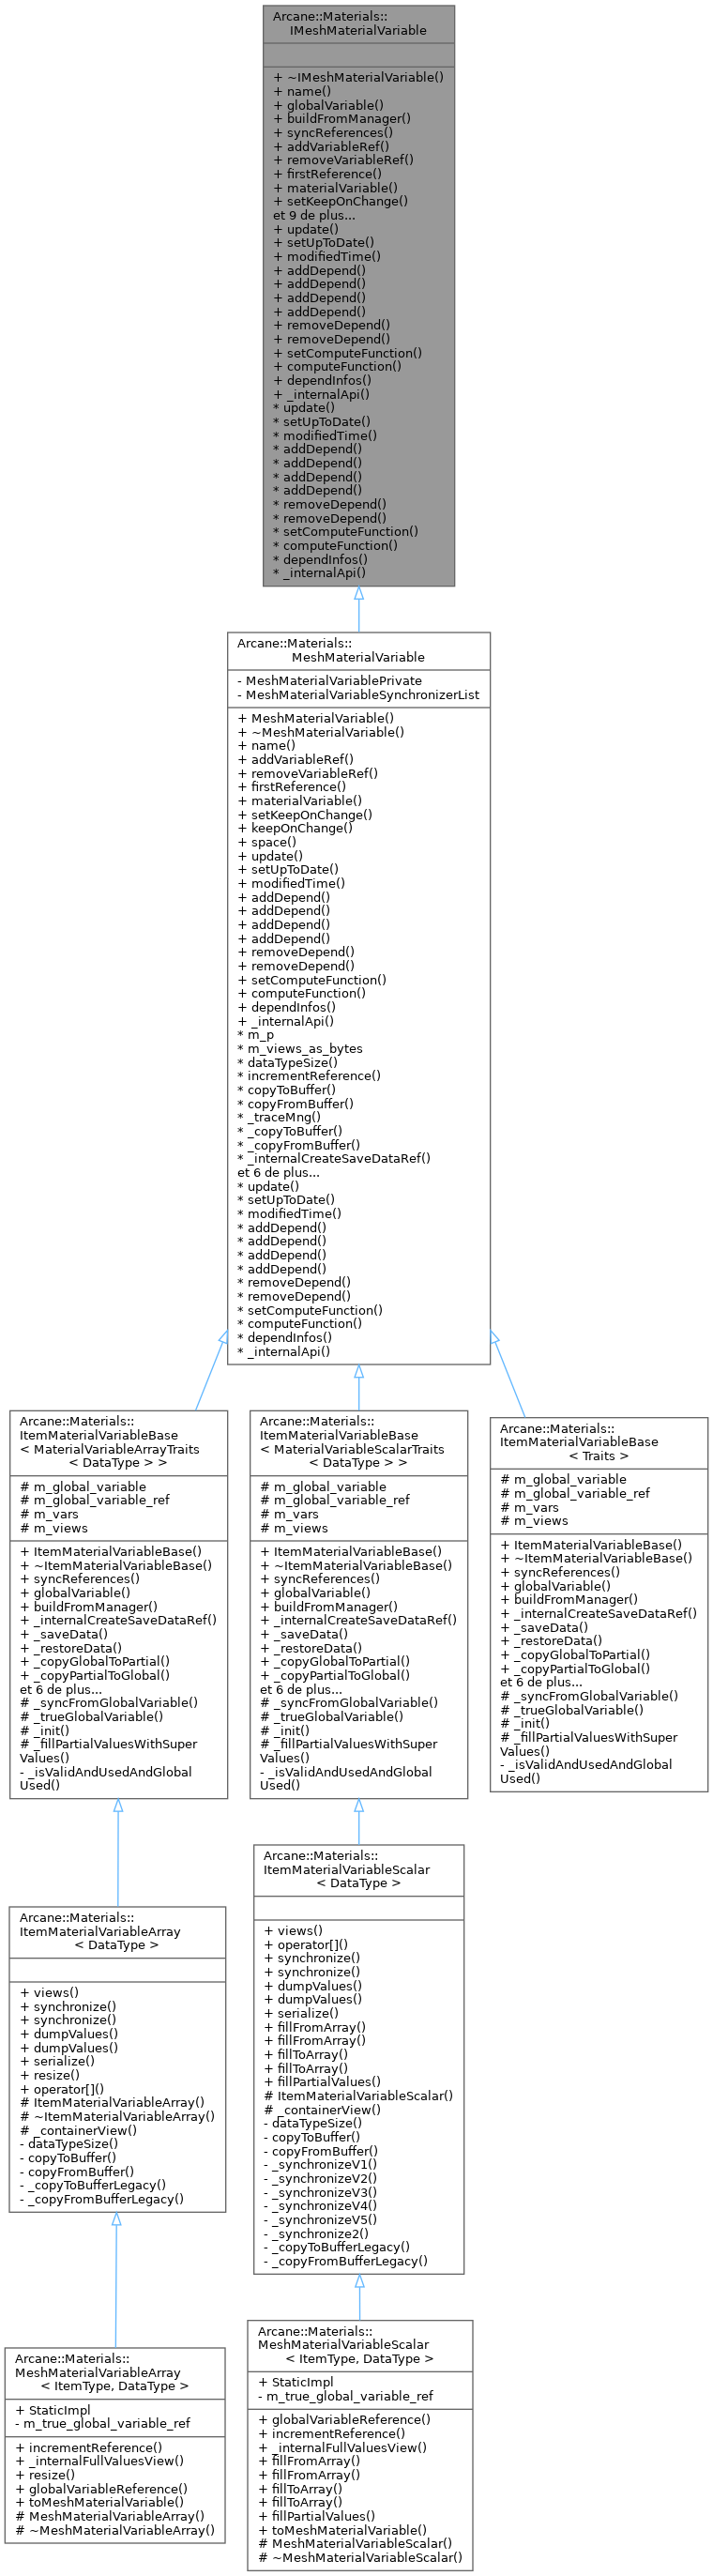 Arcane::Materials::
IMeshMaterialVariable
+ ~IMeshMaterialVariable()
+ name()
+ globalVariable()
+ buildFromManager()
+ syncReferences()
+ addVariableRef()
+ removeVariableRef()
+ firstReference()
+ materialVariable()
+ setKeepOnChange()
et 9 de plus...
+ update()
+ setUpToDate()
+ modifiedTime()
+ addDepend()
+ addDepend()
+ addDepend()
+ addDepend()
+ removeDepend()
+ removeDepend()
+ setComputeFunction()
+ computeFunction()
+ dependInfos()
+ _internalApi()
* update()
* setUpToDate()
* modifiedTime()
* addDepend()
* addDepend()
* addDepend()
* addDepend()
* removeDepend()
* removeDepend()
* setComputeFunction()
* computeFunction()
* dependInfos()
* _internalApi()
Arcane::Materials::
MeshMaterialVariable
- MeshMaterialVariablePrivate
- MeshMaterialVariableSynchronizerList
+ MeshMaterialVariable()
+ ~MeshMaterialVariable()
+ name()
+ addVariableRef()
+ removeVariableRef()
+ firstReference()
+ materialVariable()
+ setKeepOnChange()
+ keepOnChange()
+ space()
+ update()
+ setUpToDate()
+ modifiedTime()
+ addDepend()
+ addDepend()
+ addDepend()
+ addDepend()
+ removeDepend()
+ removeDepend()
+ setComputeFunction()
+ computeFunction()
+ dependInfos()
+ _internalApi()
* m_p
* m_views_as_bytes
* dataTypeSize()
* incrementReference()
* copyToBuffer()
* copyFromBuffer()
* _traceMng()
* _copyToBuffer()
* _copyFromBuffer()
* _internalCreateSaveDataRef()
et 6 de plus...
* update()
* setUpToDate()
* modifiedTime()
* addDepend()
* addDepend()
* addDepend()
* addDepend()
* removeDepend()
* removeDepend()
* setComputeFunction()
* computeFunction()
* dependInfos()
* _internalApi()
Arcane::Materials::
ItemMaterialVariableBase
< MaterialVariableArrayTraits
< DataType > >
# m_global_variable
# m_global_variable_ref
# m_vars
# m_views
+ ItemMaterialVariableBase()
+ ~ItemMaterialVariableBase()
+ syncReferences()
+ globalVariable()
+ buildFromManager()
+ _internalCreateSaveDataRef()
+ _saveData()
+ _restoreData()
+ _copyGlobalToPartial()
+ _copyPartialToGlobal()
et 6 de plus...
# _syncFromGlobalVariable()
# _trueGlobalVariable()
# _init()
# _fillPartialValuesWithSuper
Values()
- _isValidAndUsedAndGlobal
Used()
Arcane::Materials::
ItemMaterialVariableBase
< MaterialVariableScalarTraits
< DataType > >
# m_global_variable
# m_global_variable_ref
# m_vars
# m_views
+ ItemMaterialVariableBase()
+ ~ItemMaterialVariableBase()
+ syncReferences()
+ globalVariable()
+ buildFromManager()
+ _internalCreateSaveDataRef()
+ _saveData()
+ _restoreData()
+ _copyGlobalToPartial()
+ _copyPartialToGlobal()
et 6 de plus...
# _syncFromGlobalVariable()
# _trueGlobalVariable()
# _init()
# _fillPartialValuesWithSuper
Values()
- _isValidAndUsedAndGlobal
Used()
Arcane::Materials::
ItemMaterialVariableBase
< Traits >
# m_global_variable
# m_global_variable_ref
# m_vars
# m_views
+ ItemMaterialVariableBase()
+ ~ItemMaterialVariableBase()
+ syncReferences()
+ globalVariable()
+ buildFromManager()
+ _internalCreateSaveDataRef()
+ _saveData()
+ _restoreData()
+ _copyGlobalToPartial()
+ _copyPartialToGlobal()
et 6 de plus...
# _syncFromGlobalVariable()
# _trueGlobalVariable()
# _init()
# _fillPartialValuesWithSuper
Values()
- _isValidAndUsedAndGlobal
Used()
Arcane::Materials::
ItemMaterialVariableArray
< DataType >
+ views()
+ synchronize()
+ synchronize()
+ dumpValues()
+ dumpValues()
+ serialize()
+ resize()
+ operator[]()
# ItemMaterialVariableArray()
# ~ItemMaterialVariableArray()
# _containerView()
- dataTypeSize()
- copyToBuffer()
- copyFromBuffer()
- _copyToBufferLegacy()
- _copyFromBufferLegacy()
Arcane::Materials::
ItemMaterialVariableScalar
< DataType >
+ views()
+ operator[]()
+ synchronize()
+ synchronize()
+ dumpValues()
+ dumpValues()
+ serialize()
+ fillFromArray()
+ fillFromArray()
+ fillToArray()
+ fillToArray()
+ fillPartialValues()
# ItemMaterialVariableScalar()
# _containerView()
- dataTypeSize()
- copyToBuffer()
- copyFromBuffer()
- _synchronizeV1()
- _synchronizeV2()
- _synchronizeV3()
- _synchronizeV4()
- _synchronizeV5()
- _synchronize2()
- _copyToBufferLegacy()
- _copyFromBufferLegacy()
Arcane::Materials::
MeshMaterialVariableArray
< ItemType, DataType >
+ StaticImpl
- m_true_global_variable_ref
+ incrementReference()
+ _internalFullValuesView()
+ resize()
+ globalVariableReference()
+ toMeshMaterialVariable()
# MeshMaterialVariableArray()
# ~MeshMaterialVariableArray()
Arcane::Materials::
MeshMaterialVariableScalar
< ItemType, DataType >
+ StaticImpl
- m_true_global_variable_ref
+ globalVariableReference()
+ incrementReference()
+ _internalFullValuesView()
+ fillFromArray()
+ fillFromArray()
+ fillToArray()
+ fillToArray()
+ fillPartialValues()
+ toMeshMaterialVariable()
# MeshMaterialVariableScalar()
# ~MeshMaterialVariableScalar()